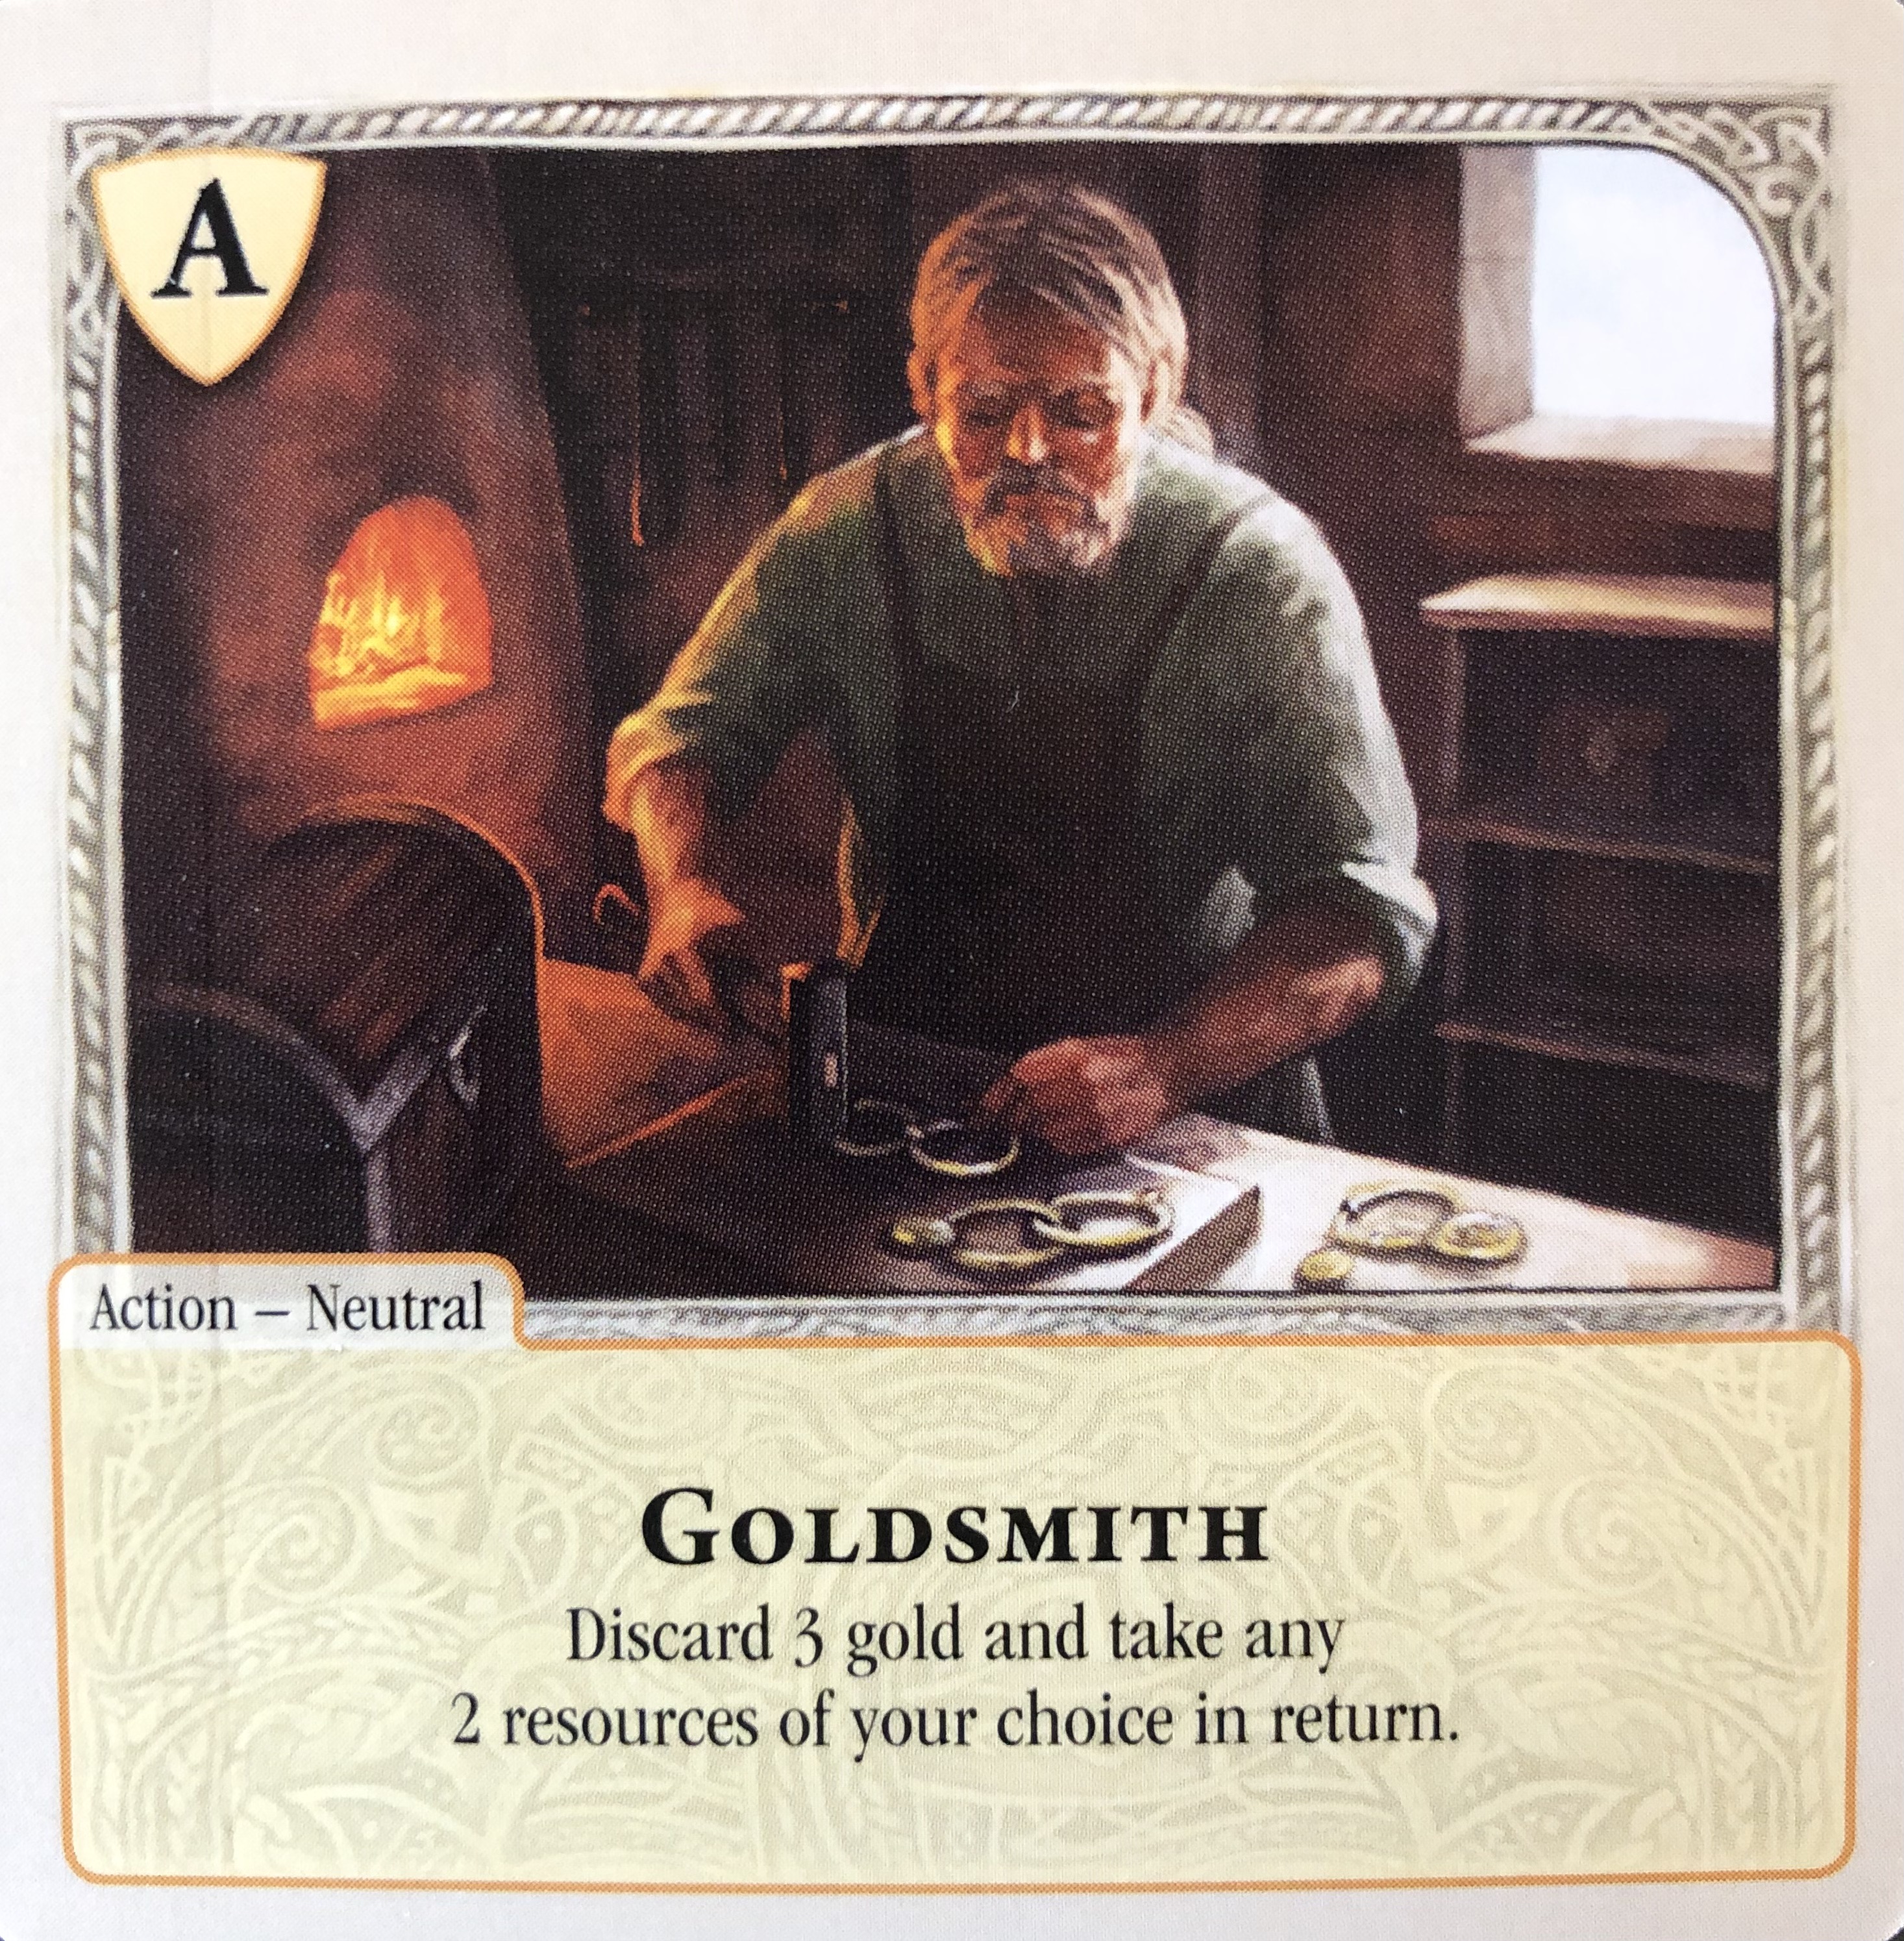 A
Action – Neutral
Goldsmith
Discard 3 gold and take any
2 resources of your choice in return.